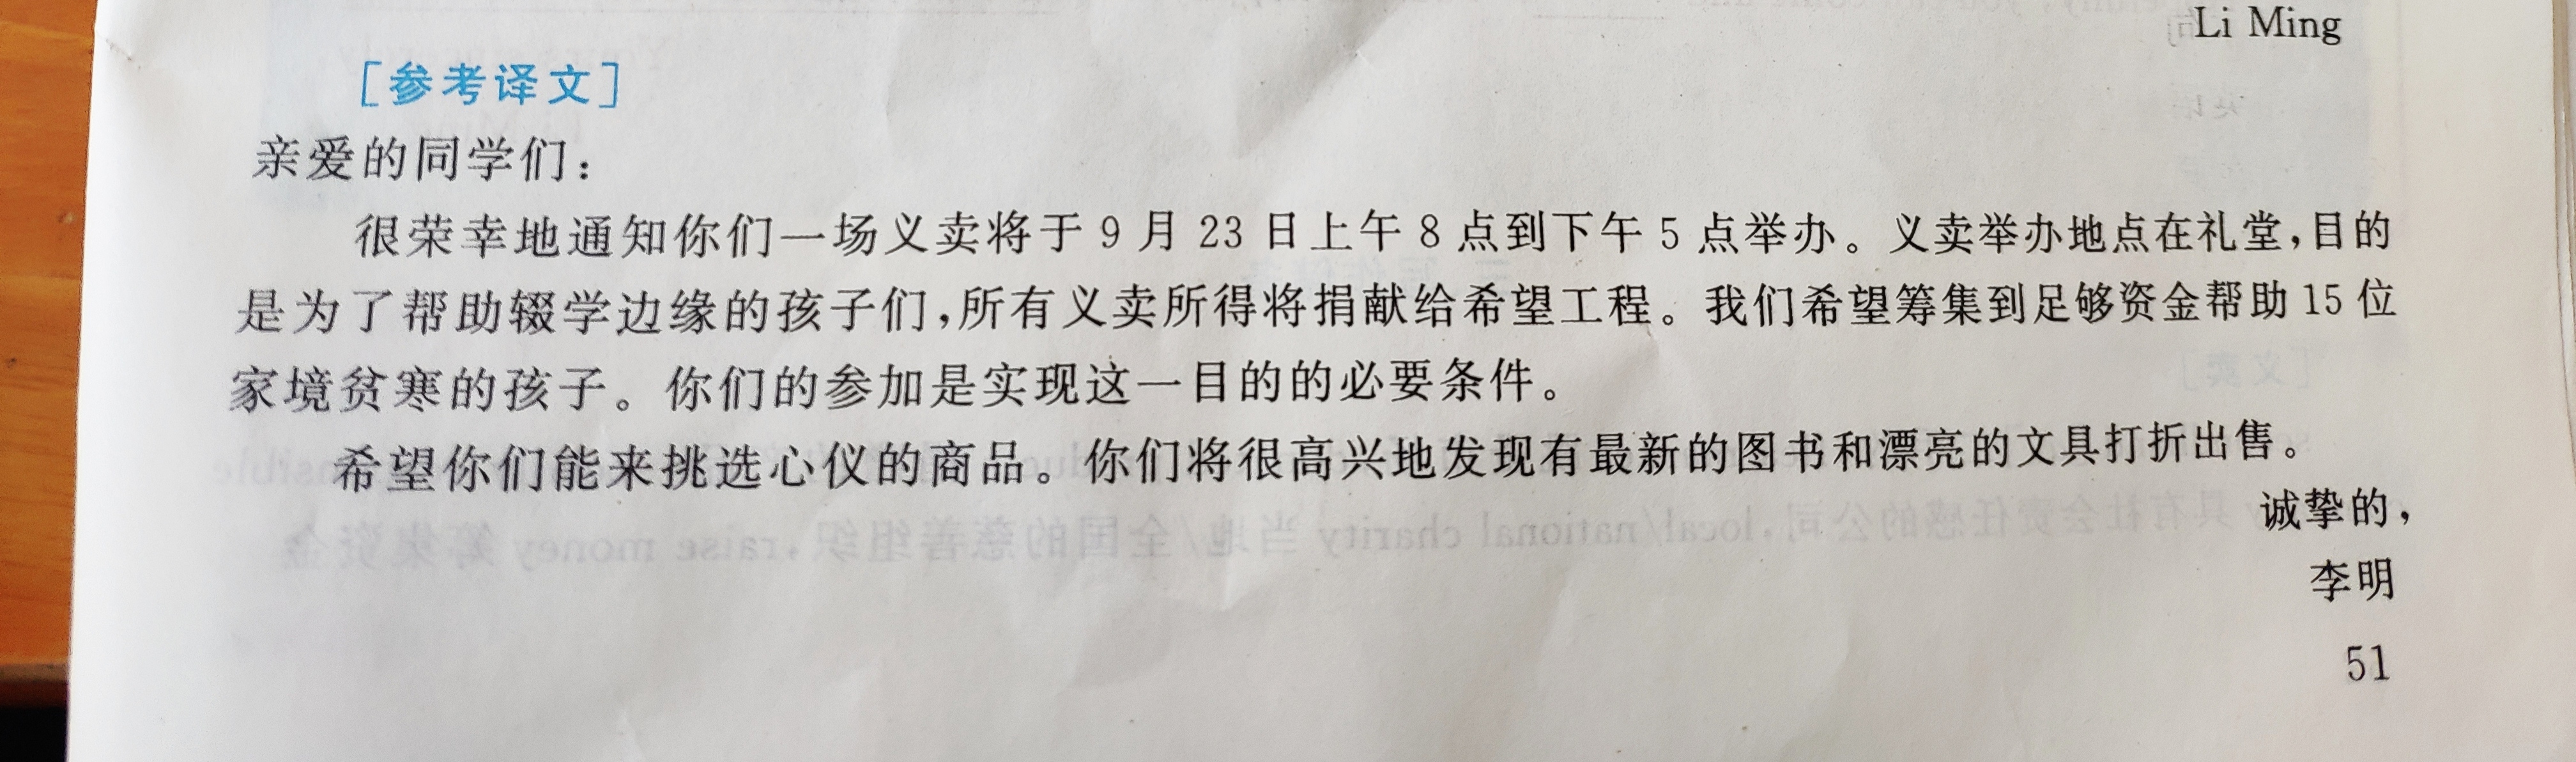 Li Ming
[参考译文]
亲爱的同学们：
很荣幸地通知你们一场义卖将于 9 月 23 日上午 8 点到下午 5 点举办。义卖举办地点在礼堂，目的
是为了帮助辍学边缘的孩子们，所有义卖所得将捐献给希望工程。我们希望筹集到足够资金帮助 15 位
家境贫寒的孩子。你们的参加是实现这一目的的必要条件。
希望你们能来挑选心仪的商品。你们将很高兴地发现有最新的图书和漂亮的文具打折出售。
诚挚的，
李明
51